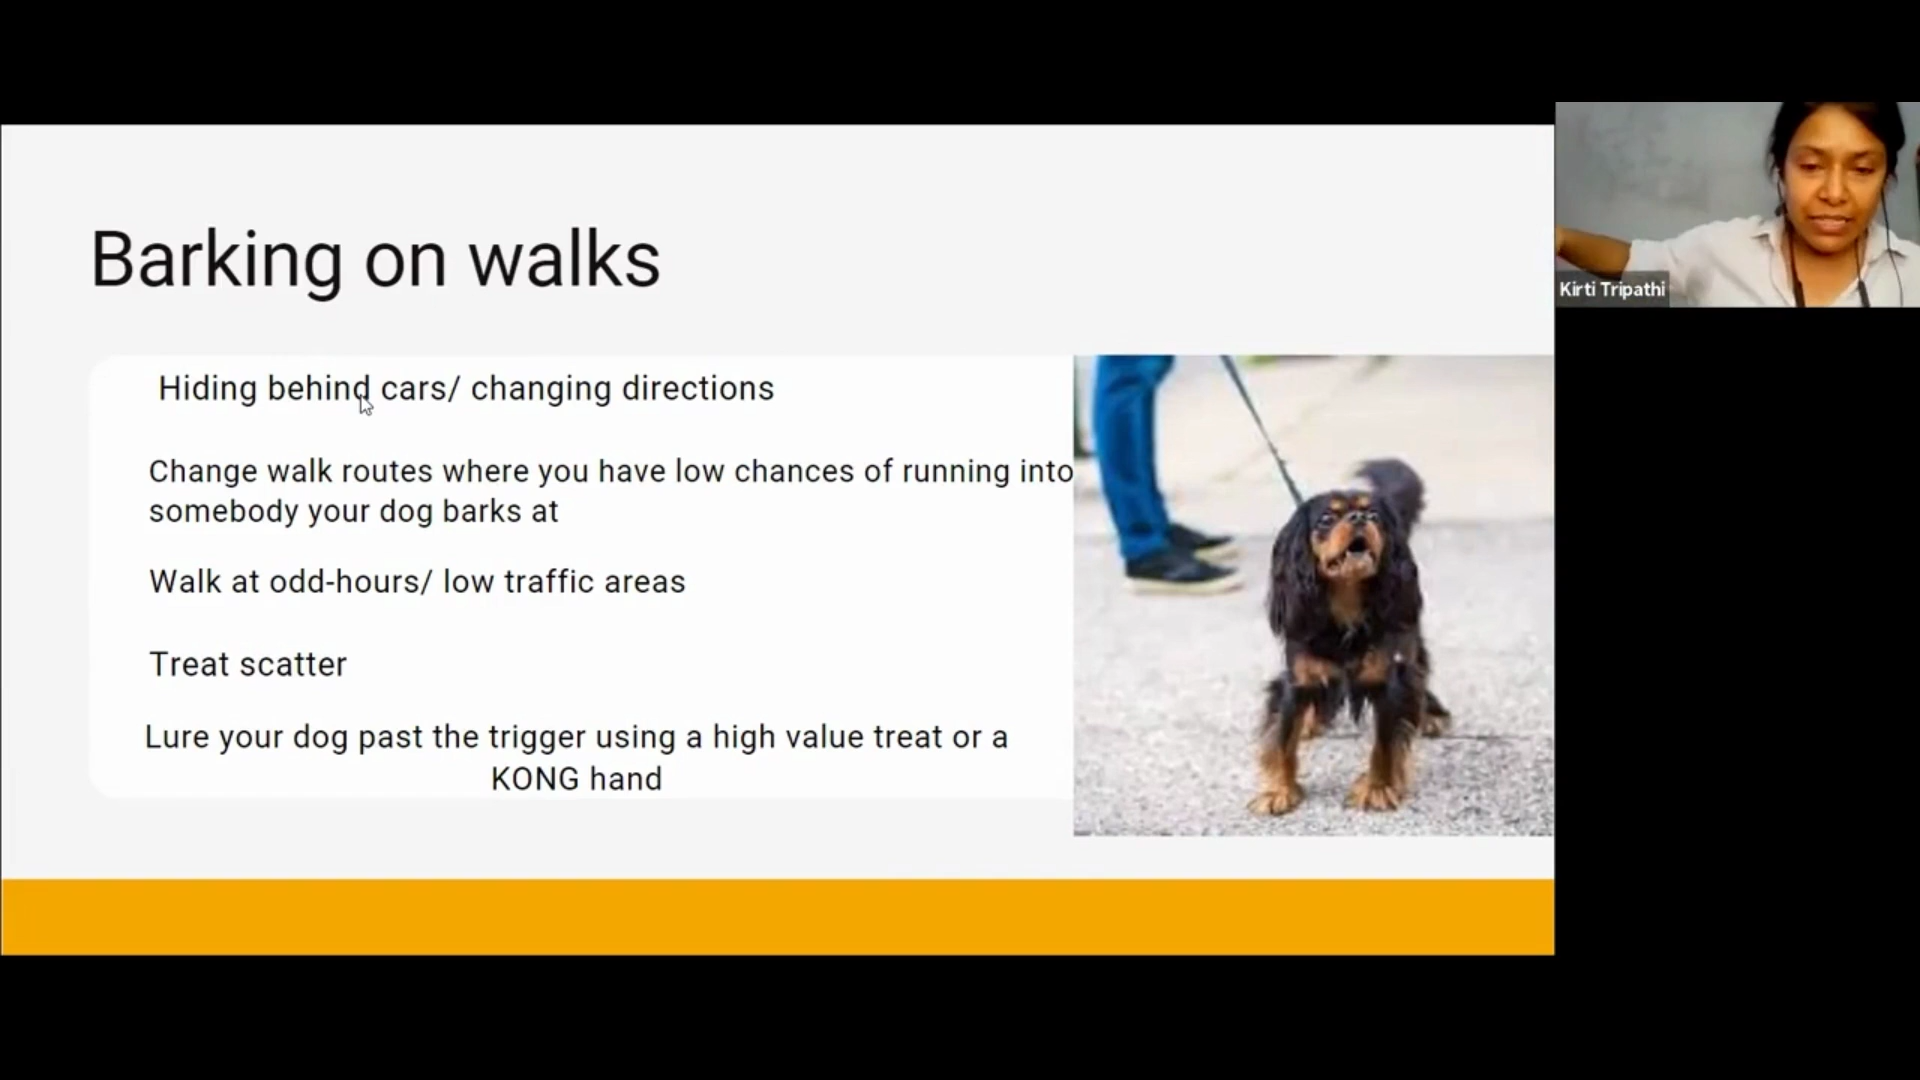 Barking on walks
Hiding behind cars/ changing directions
Change walk routes where you have low chances of running into
somebody your dog barks at
Walk at odd-hours/ low traffic areas
Treat scatter
Lure your dog past the trigger using a high value treat or a
KONG hand
Kirti Tripathi